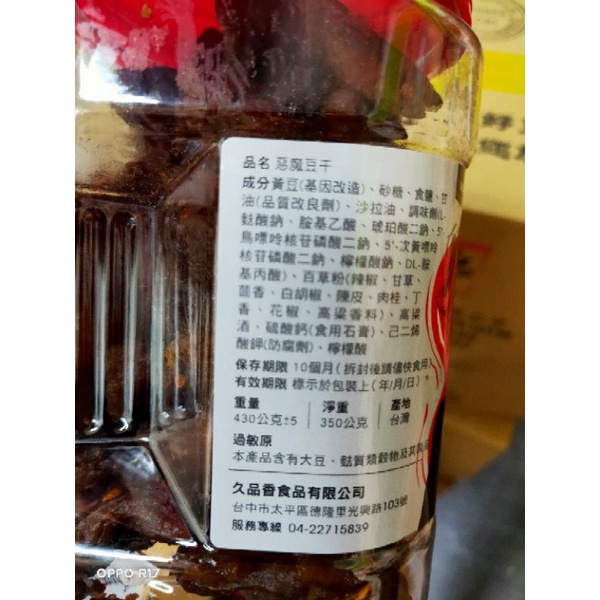 品名 惡魔豆干
成分黃豆(基因改造)、砂糖、食鹽、甘
油(品質改良劑)、沙拉油、調味劑(L-
麩酸鈉、胺基乙酸、琥珀酸二鈉、5'-
鳥嘌呤核苷磷酸二鈉、5'-次黃嘌呤
核苷磷酸二鈉、檸檬酸鈉、DL-胺
基丙酸)、百草粉(辣椒、甘草、
茴香、白胡椒、陳皮、肉桂、丁
香、花椒、高梁香料)、高梁
酒、硫酸鈣(食用石膏)、己二烯
酸鉀(防腐劑)、檸檬酸
保存期限 10個月(拆封後請儘快食用)
有效期限 標示於包裝上(年/月/日)
重量 淨重 產地
430公克±5 350公克 台灣
過敏原
本產品含有大豆、麩質類穀物及其製品
久品香食品有限公司
台中市太平區德隆里光興路103號
服務專線 04-22715839
OPPO R17